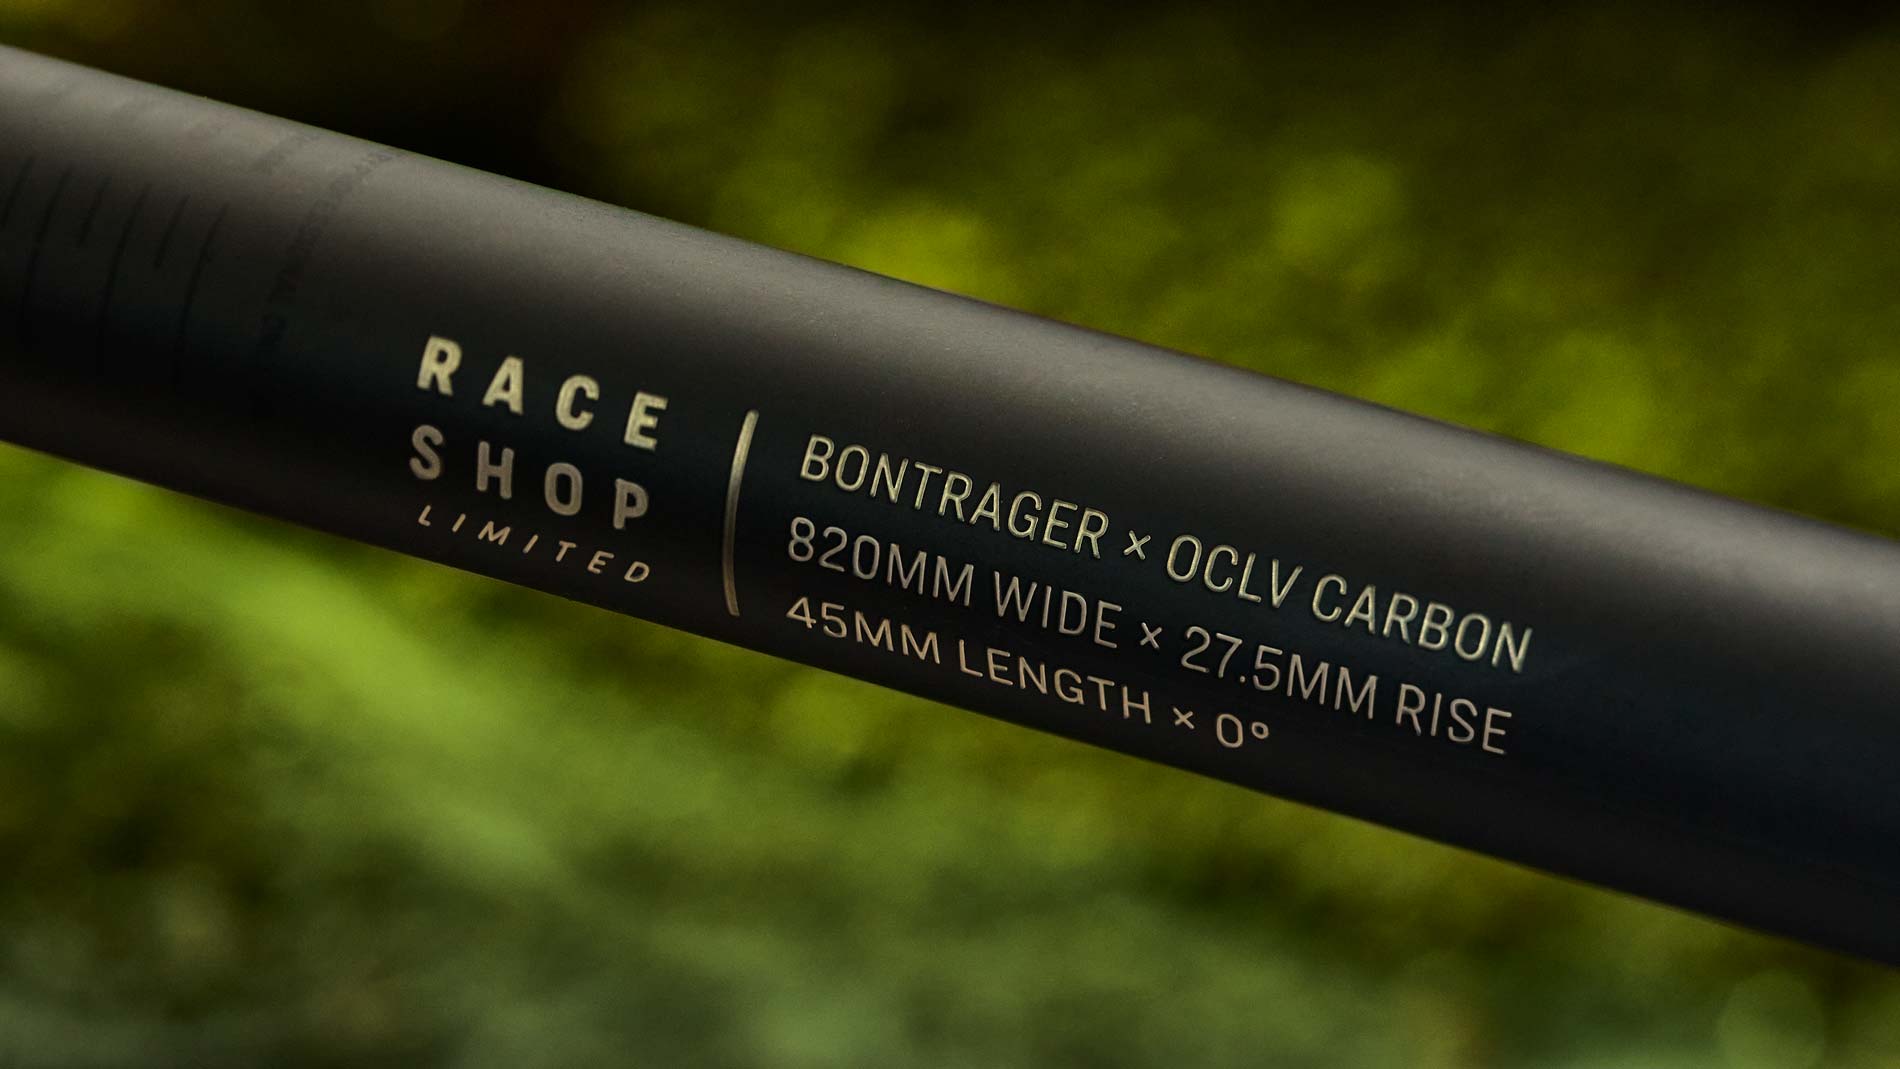 RACE
SHOP
LIMITED
BONTRAGER × OCLV CARBON
820MM WIDE × 27.5MM RISE
45MM LENGTH × 0°